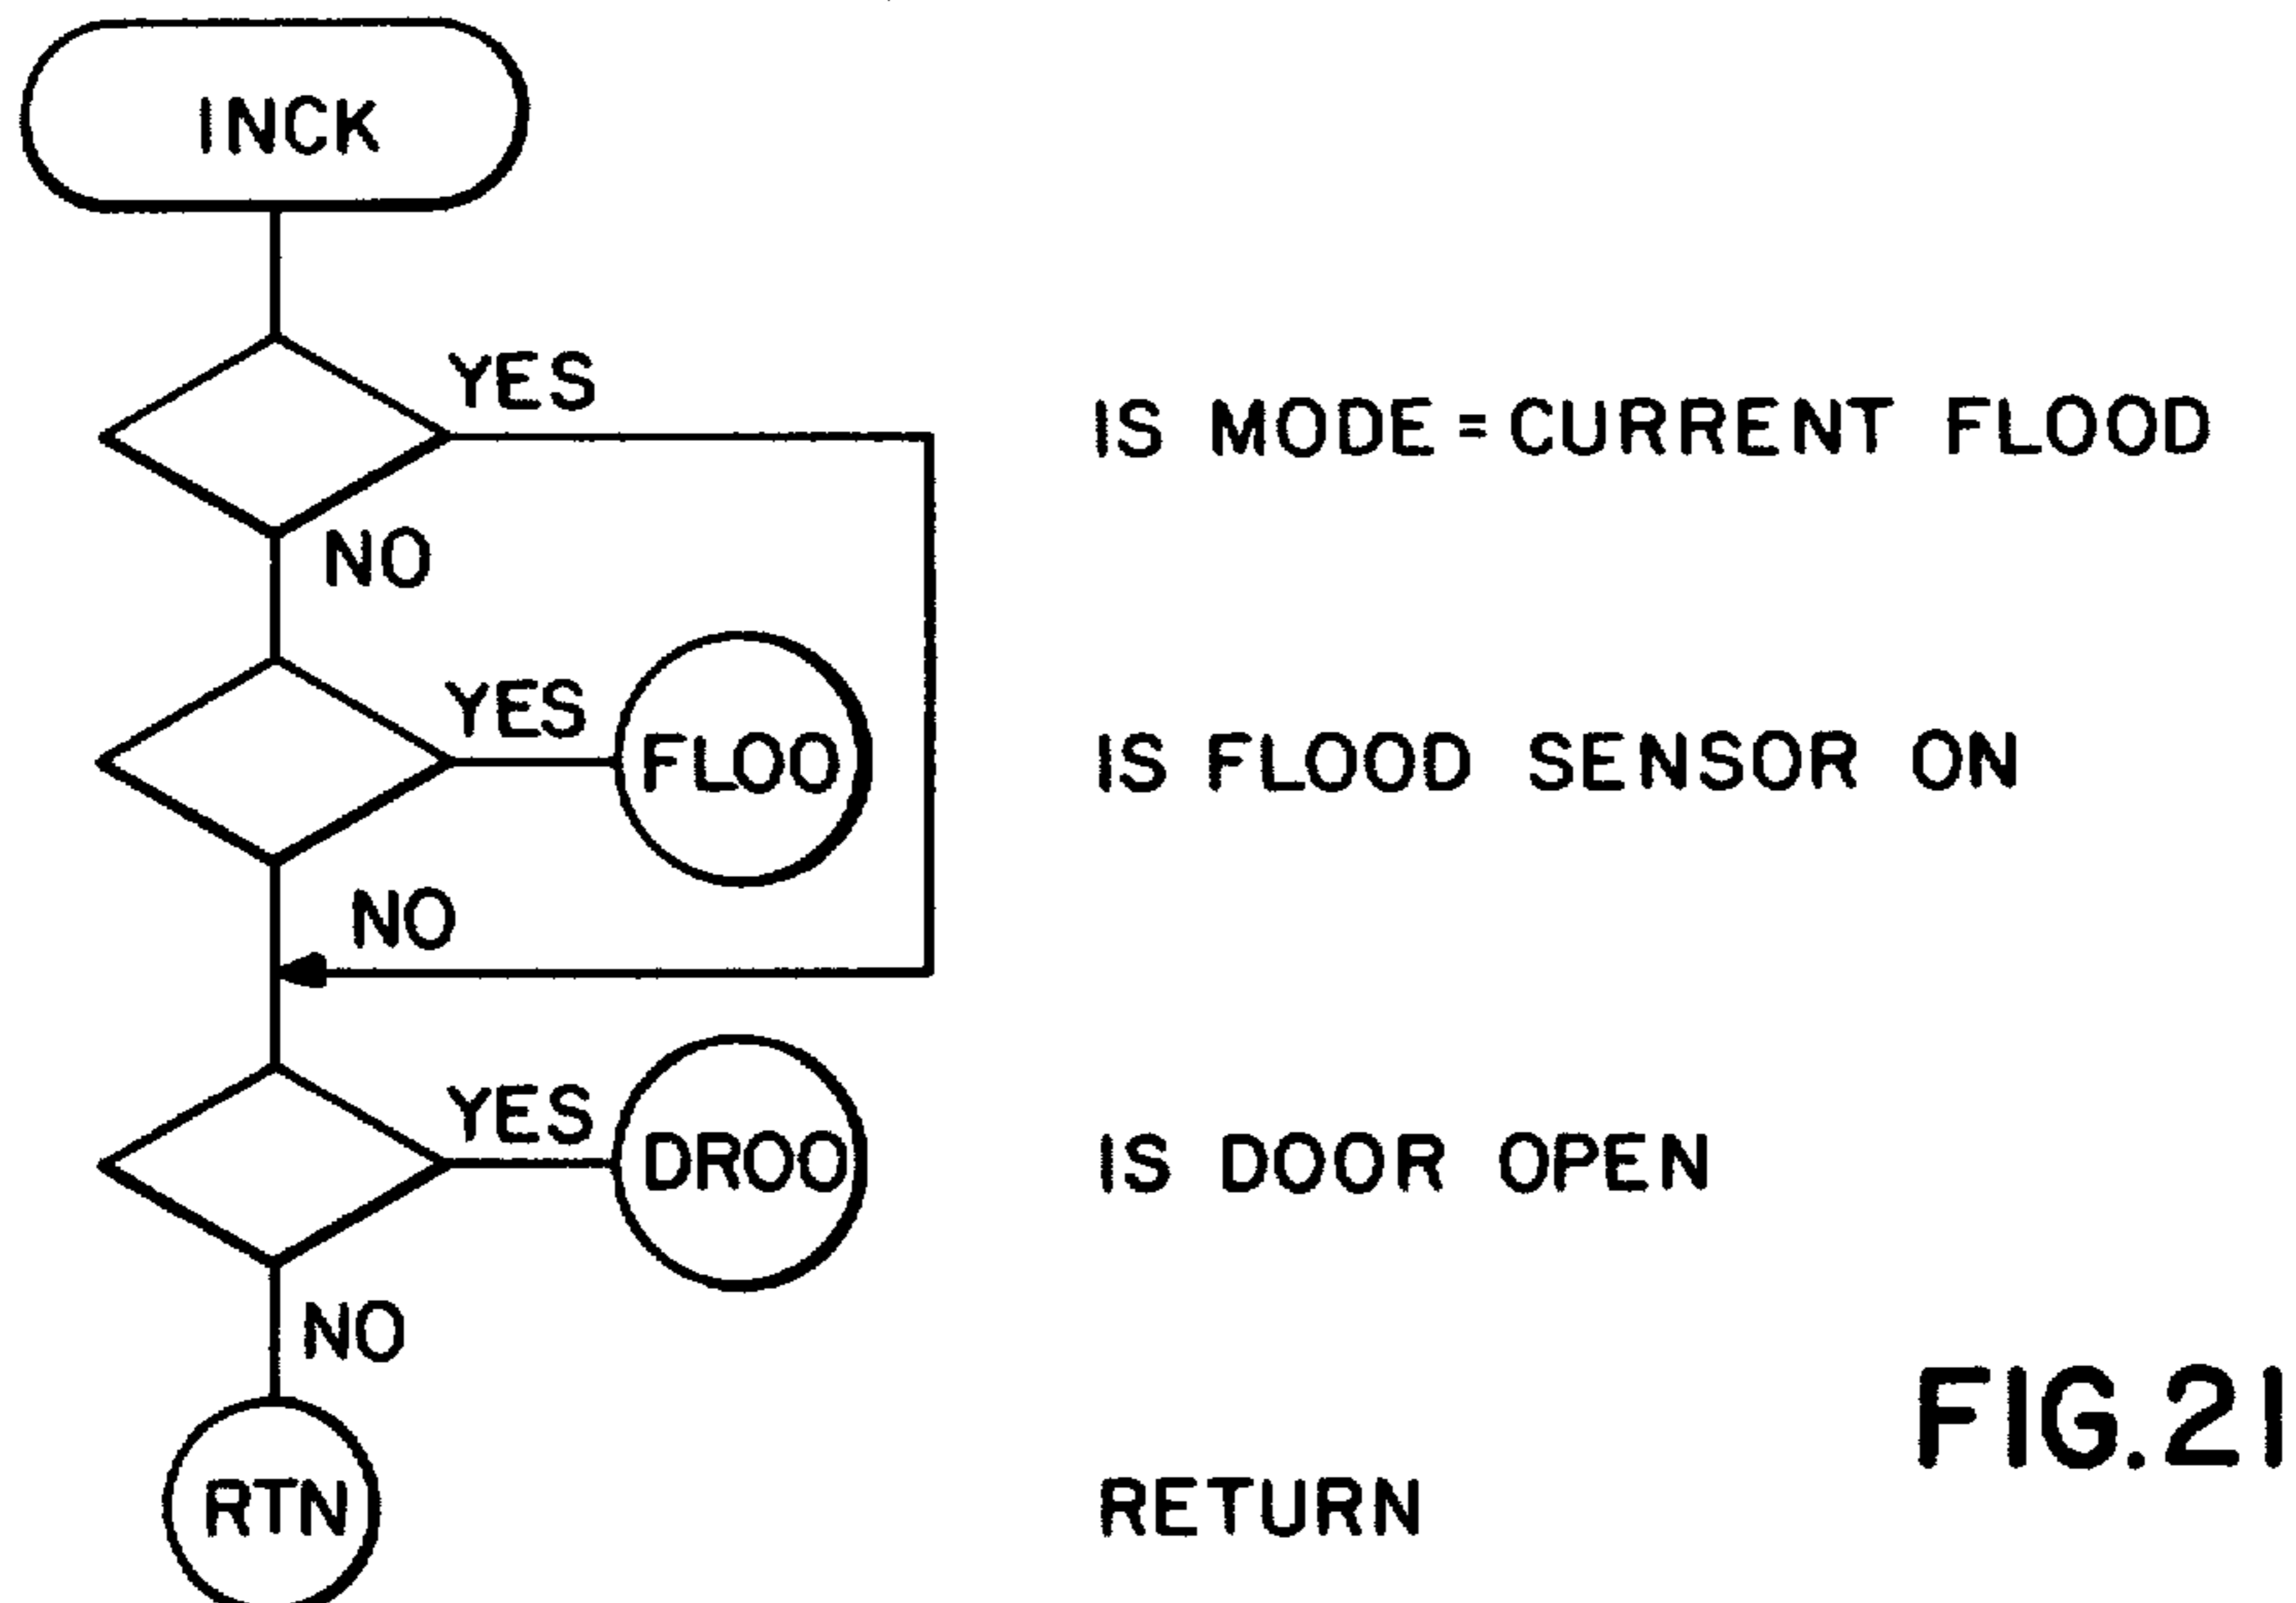 INCK
YES
IS MODE = CURRENT FLOOD
NO
YES
FLOO
IS FLOOD SENSOR ON
NO
YES
DROO
IS DOOR OPEN
NO
RTN
RETURN
FIG.21